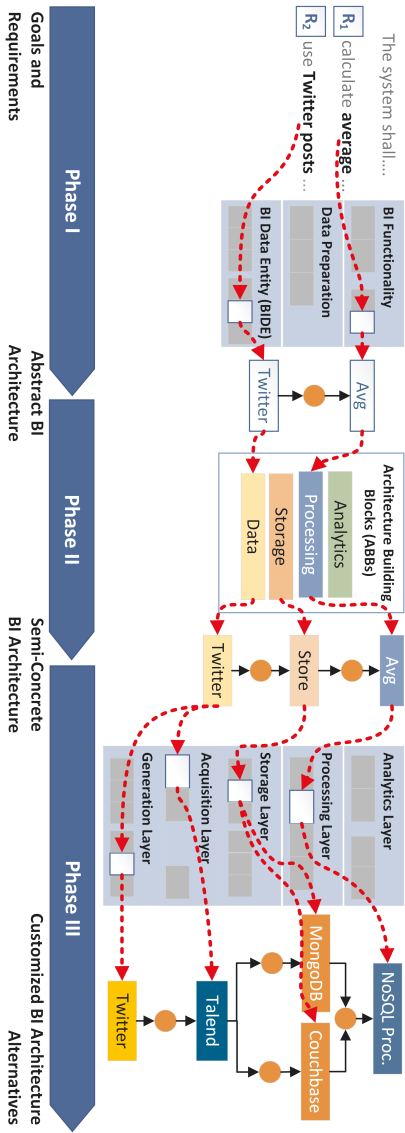 The system shall....
R1 calculate average ...
R2 use Twitter posts ...
BI Functionality
Data Preparation
BI Data Entity (BIDE)
Avg
Twitter
Architecture Building
Blocks (ABBs)
Analytics
Processing
Storage
Data
Avg
Store
Twitter
Analytics Layer
Processing Layer
Storage Layer
Acquisition Layer
Generation Layer
NoSQL Proc.
MongoDB
Couchbase
Talend
Twitter
Phase I
Phase II
Phase III
Goals and
Requirements
Abstract BI
Architecture
Semi-Concrete
BI Architecture
Customized BI Architecture
Alternatives